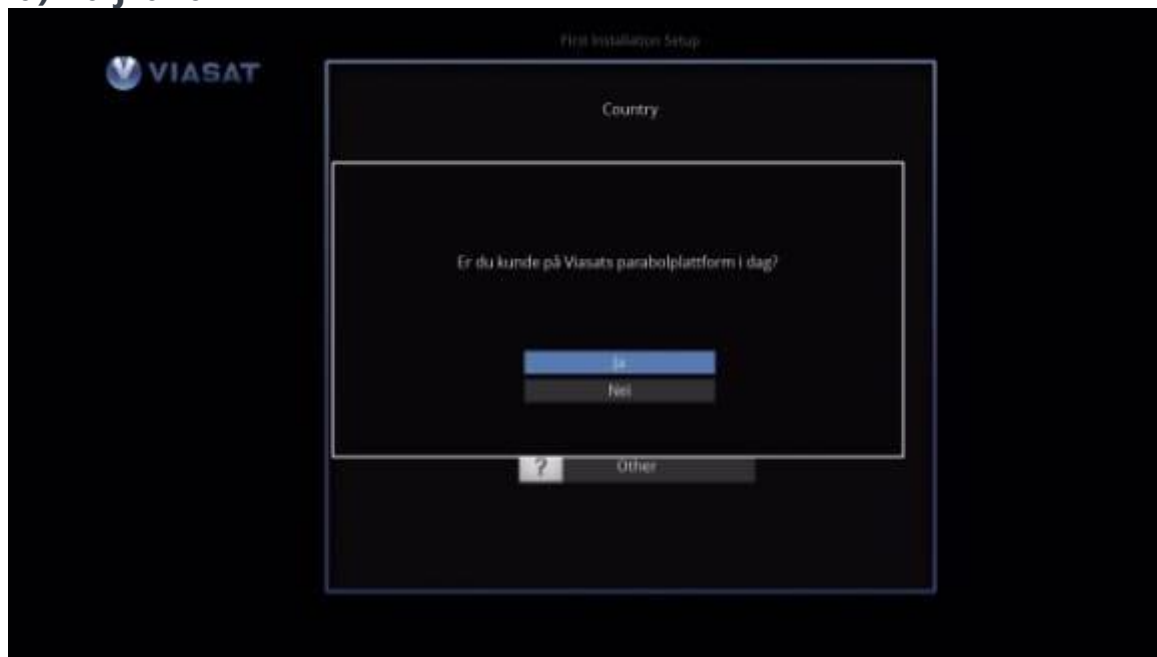 First Installation Setup
VIASAT
Country
Er du kunde på Viasats parabolplattform i dag?
Ja
Nei
? Other